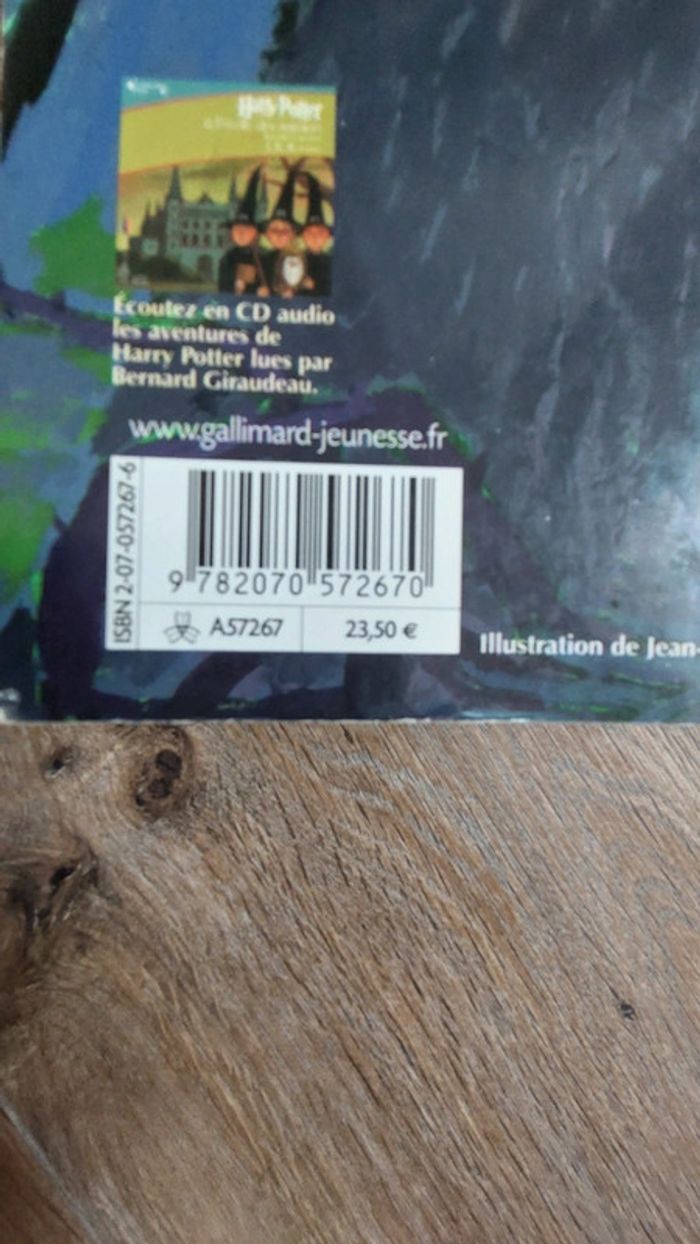 Harry Potter
Écoutez en CD audio
les aventures de
Harry Potter lues par
Bernard Giraudeau.
www.gallimard-jeunesse.fr
ISBN 2-07-057267-6
9 782070 572670
A57267
23,50 €
Illustration de Jean-